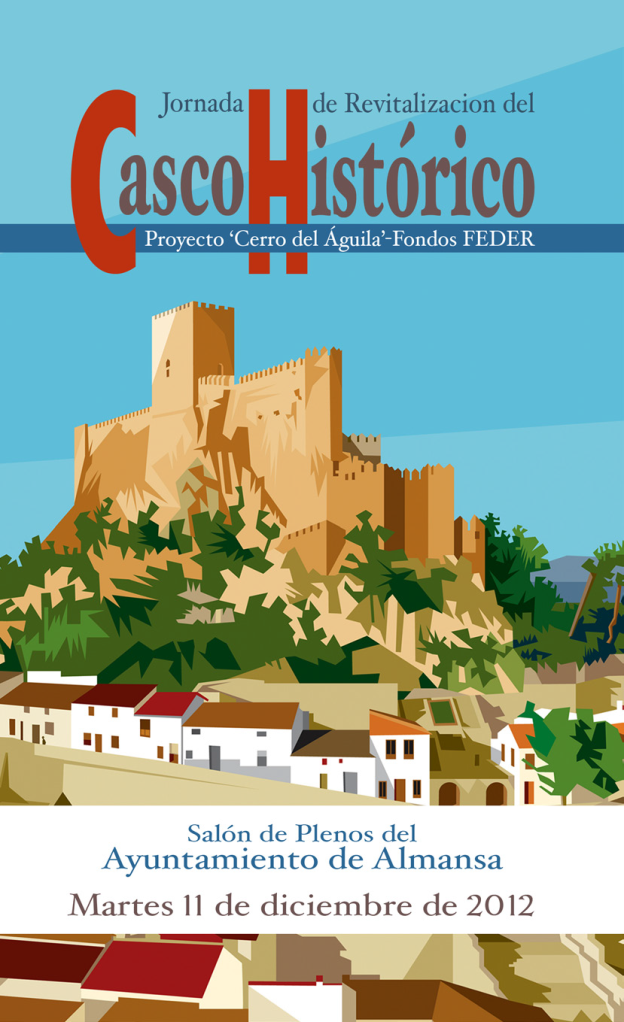 Jornada de Revitalizacion del
Casco Histórico
Proyecto ‘Cerro del Águila’-Fondos FEDER
Salón de Plenos del
Ayuntamiento de Almansa
Martes 11 de diciembre de 2012